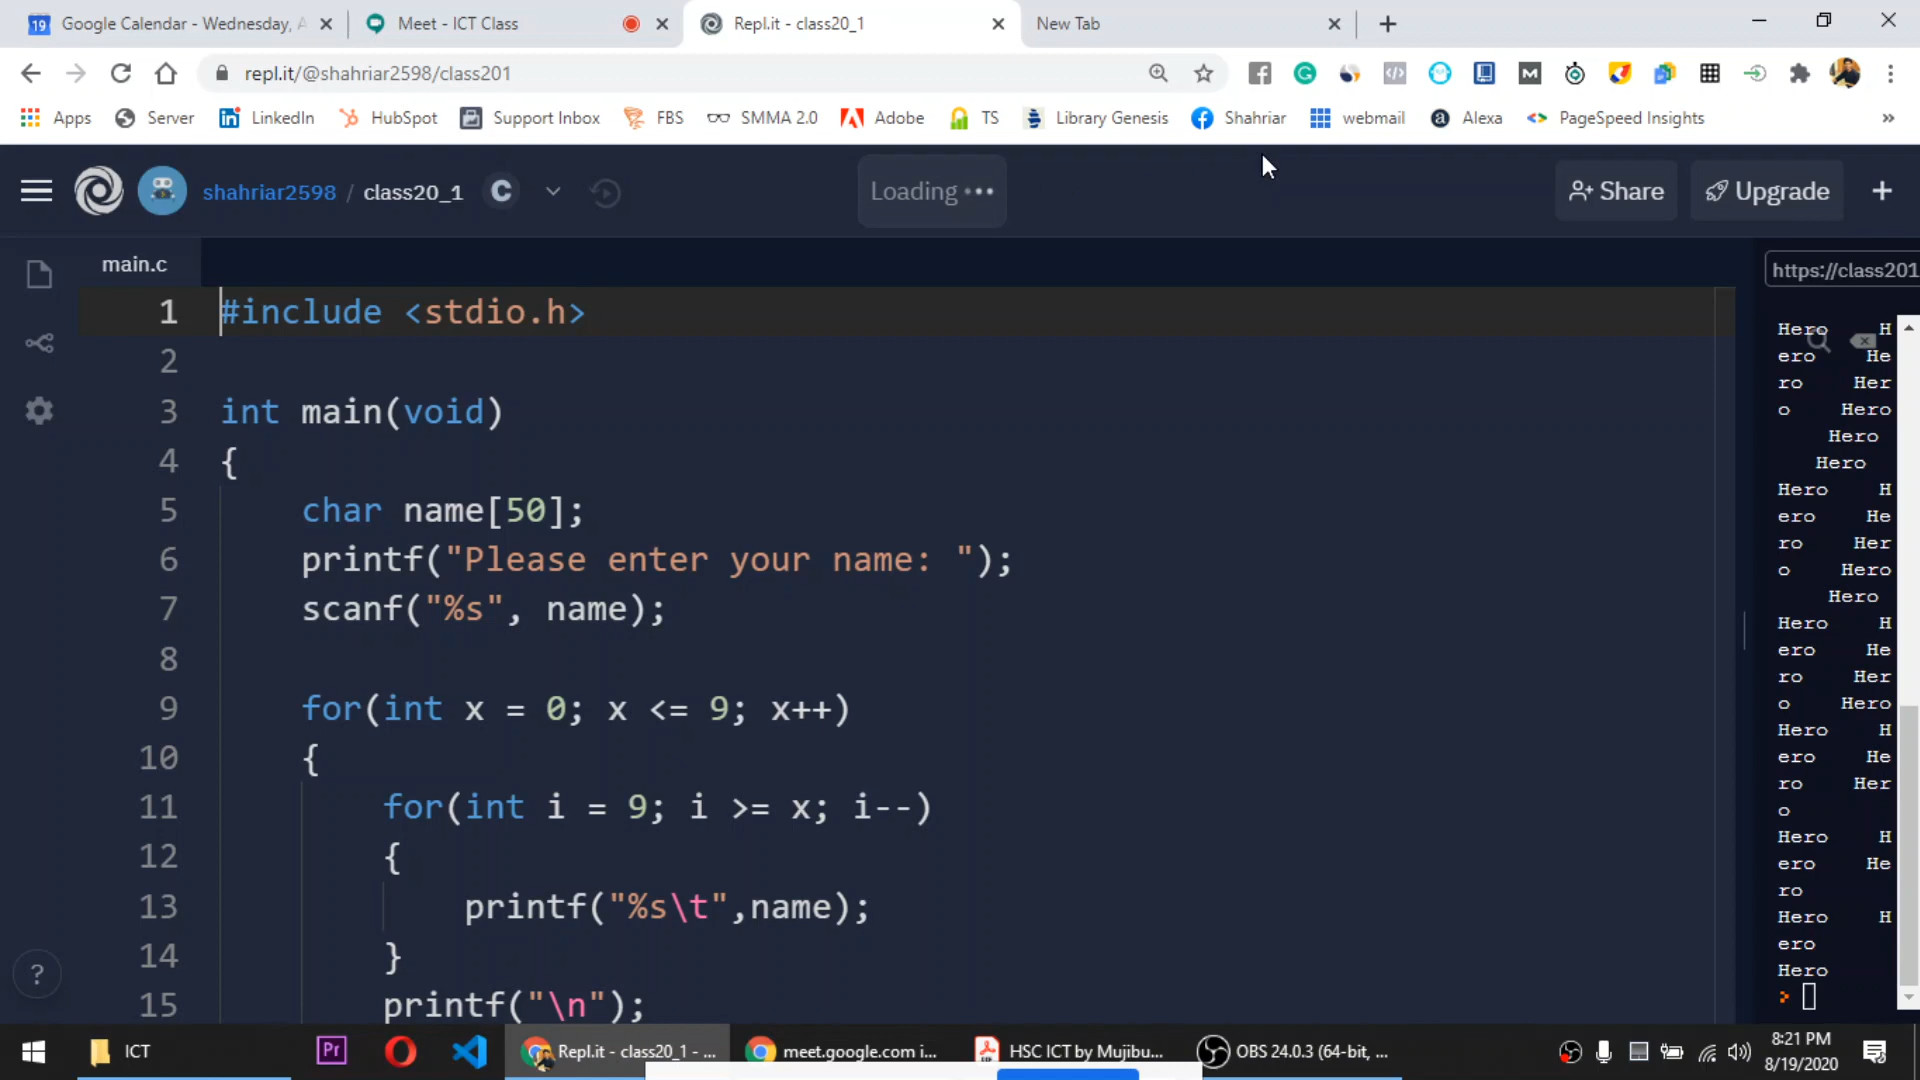 19 Google Calendar - Wednesday, A
Meet - ICT Class
Repl.it - class20_1
New Tab
repl.it/@shahriar2598/class201
Apps Server LinkedIn HubSpot Support Inbox FBS SMMA 2.0 Adobe TS Library Genesis Shahriar webmail Alexa PageSpeed Insights »
shahriar2598 / class20_1 C
Loading •••
Share Upgrade +
main.c
https://class201
1 #include <stdio.h>
2
3 int main(void)
4 {
5 char name[50];
6 printf("Please enter your name: ");
7 scanf("%s", name);
8
9 for(int x = 0; x <= 9; x++)
10 {
11 for(int i = 9; i >= x; i--)
12 {
13 printf("%s\t",name);
14 }
15 printf("\n");
Hero H
ero He
ro Her
o Hero
Hero
Hero
Hero H
ero He
ro Her
o Hero
Hero
Hero H
ero He
ro Her
o Hero
Hero H
ero He
ro Her
o
Hero H
ero He
ro
Hero H
ero
Hero
>
?
ICT
Pr
Repl.it - class20_1 - ...
meet.google.com i...
HSC ICT by Mujibu...
OBS 24.0.3 (64-bit, ...
8:21 PM
8/19/2020